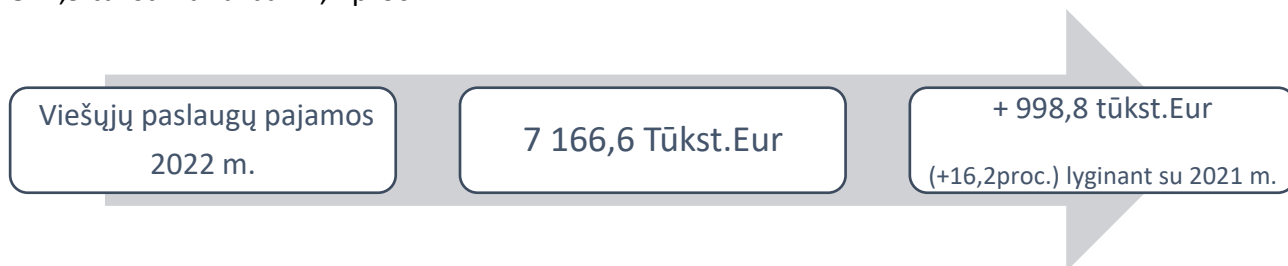 Viešųjų paslaugų pajamos
2022 m.
7 166,6 Tūkst.Eur
+ 998,8 tūkst.Eur
(+16,2proc.) lyginant su 2021 m.